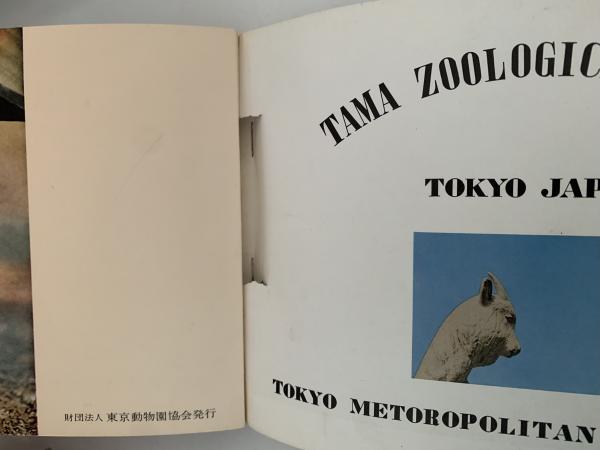 財団法人 東京動物園協会発行
TAMA ZOOLOGIC
TOKYO JAP
TOKYO METOROPOLITAN